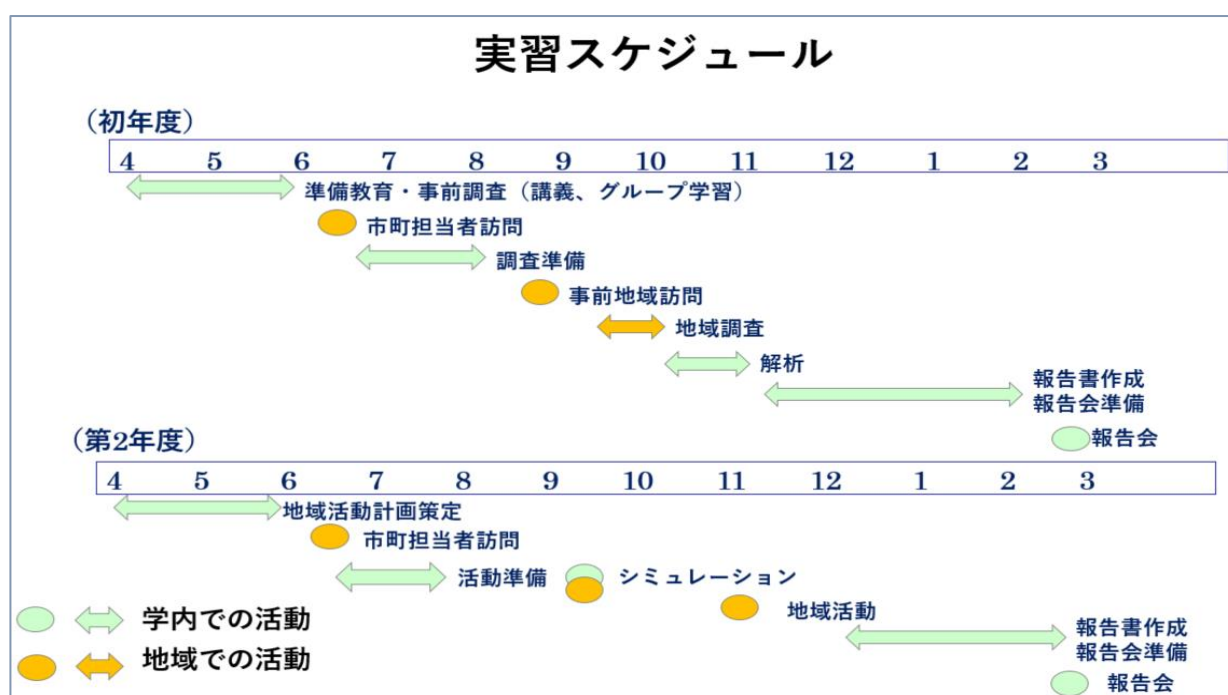 実習スケジュール
（初年度）
4 5 6 7 8 9 10 11 12 1 2 3
準備教育・事前調査（講義、グループ学習）
市町担当者訪問
調査準備
事前地域訪問
地域調査
解析
報告書作成
報告会準備
報告会
（第2年度）
4 5 6 7 8 9 10 11 12 1 2 3
地域活動計画策定
市町担当者訪問
活動準備
シミュレーション
地域活動
報告書作成
報告会準備
報告会
学内での活動
地域での活動